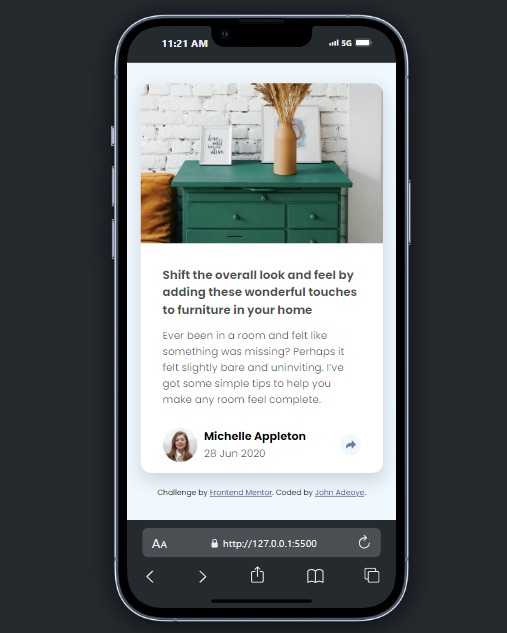 11:21 AM
5G
Shift the overall look and feel by
adding these wonderful touches
to furniture in your home
Ever been in a room and felt like
something was missing? Perhaps it
felt slightly bare and uninviting. I've
got some simple tips to help you
make any room feel complete.
Michelle Appleton
28 Jun 2020
Challenge by Frontend Mentor. Coded by John Adeoye.
AA
http://127.0.0.1:5500